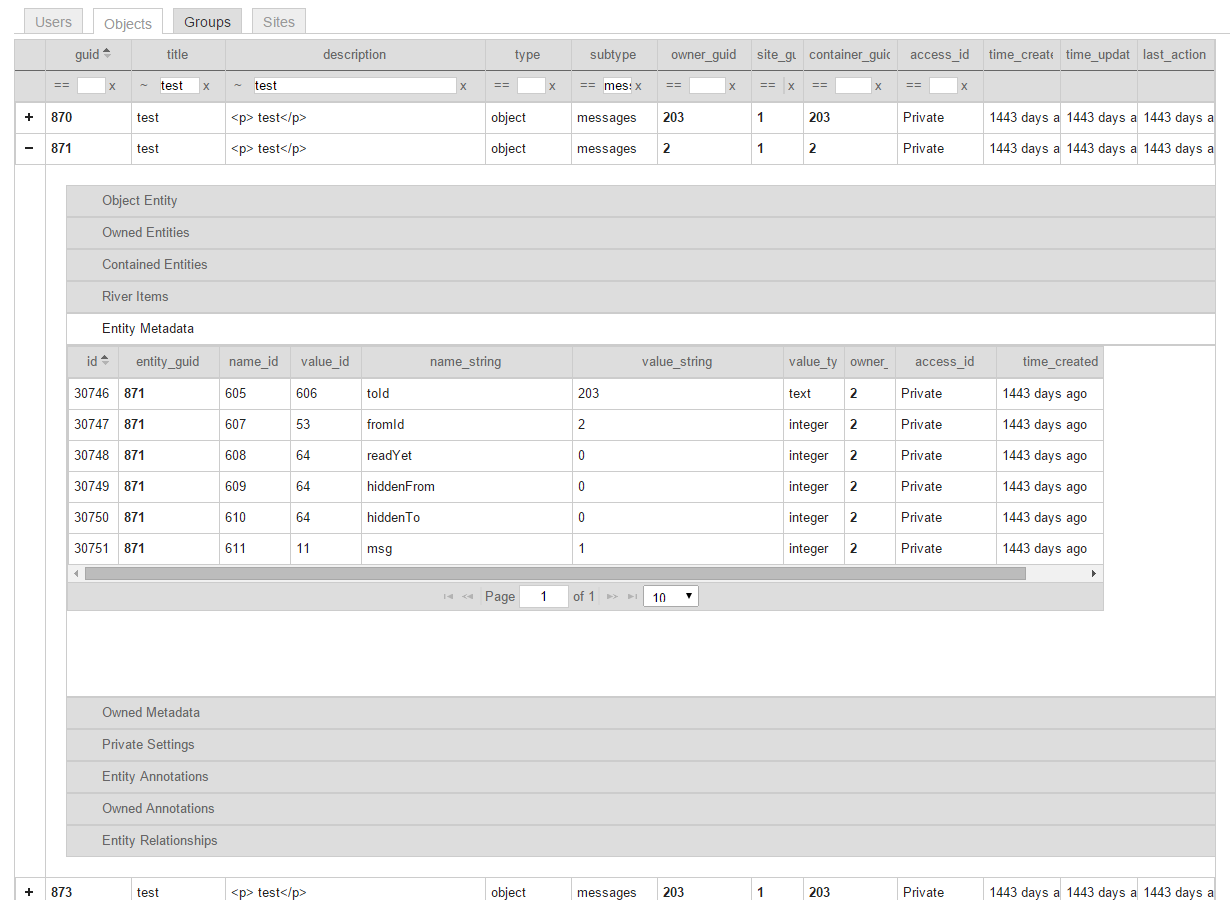 Users Objects Groups Sites
guid title description type subtype owner_guid site_gu container_guid access_id time_create time_updat last_action
== x ~ test x ~ test x == x == mes x == x == x == x == x
+ 870 test <p> test</p> object messages 203 1 203 Private 1443 days a 1443 days a 1443 days a
− 871 test <p> test</p> object messages 2 1 2 Private 1443 days a 1443 days a 1443 days a
Object Entity
Owned Entities
Contained Entities
River Items
Entity Metadata
id entity_guid name_id value_id name_string value_string value_ty owner_ access_id time_created
30746 871 605 606 toId 203 text 2 Private 1443 days ago
30747 871 607 53 fromId 2 integer 2 Private 1443 days ago
30748 871 608 64 readYet 0 integer 2 Private 1443 days ago
30749 871 609 64 hiddenFrom 0 integer 2 Private 1443 days ago
30750 871 610 64 hiddenTo 0 integer 2 Private 1443 days ago
30751 871 611 11 msg 1 integer 2 Private 1443 days ago
Page 1 of 1 10
Owned Metadata
Private Settings
Entity Annotations
Owned Annotations
Entity Relationships
+ 873 test <p> test</p> object messages 203 1 203 Private 1443 days a 1443 days a 1443 days a